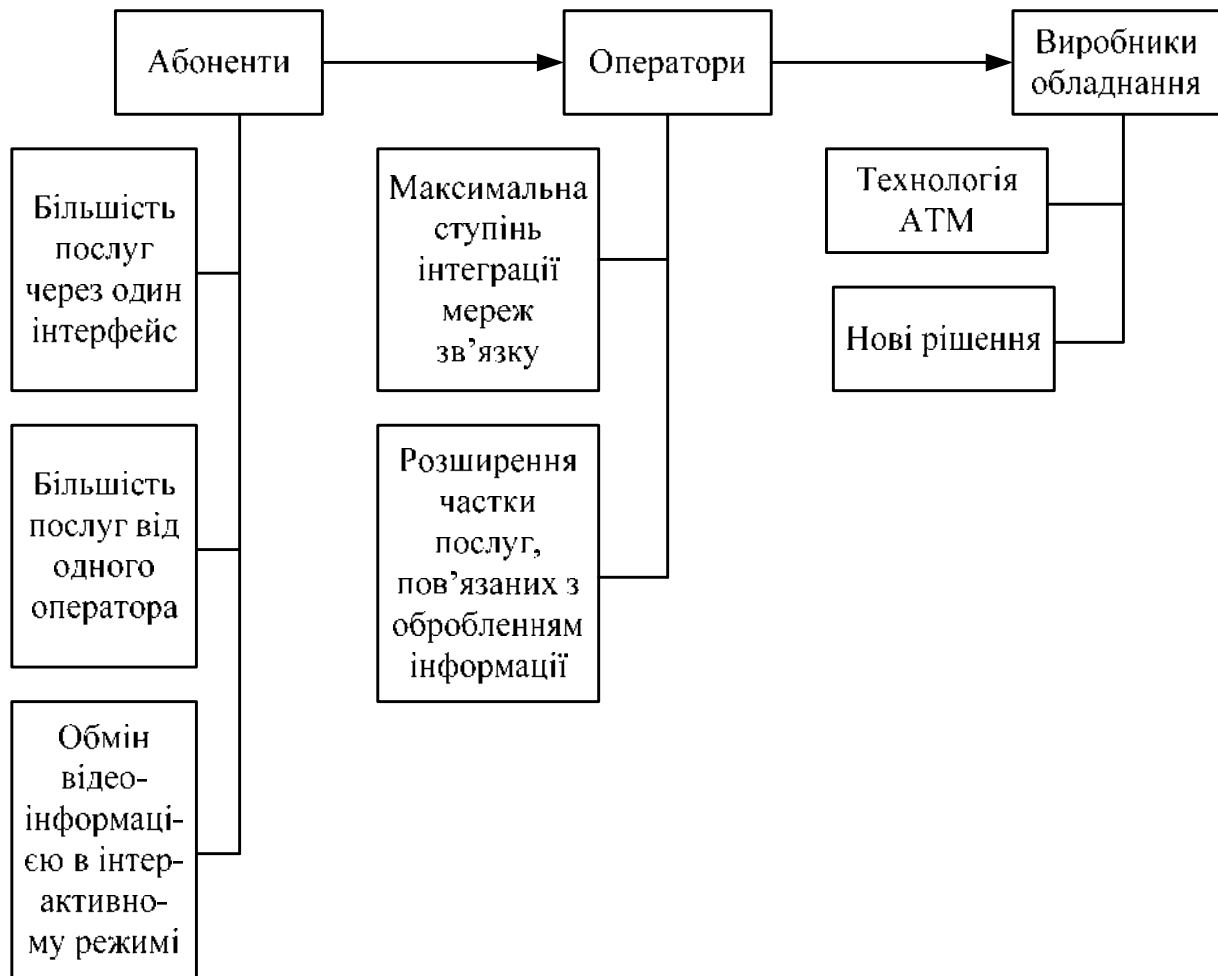 Абоненти
Оператори
Виробники
обладнання
Більшість
послуг
через один
інтерфейс
Більшість
послуг від
одного
оператора
Обмін
відео-
інформаці-
єю в інтер-
активно-
му режимі
Максимальна
ступінь
інтеграції
мереж
зв’язку
Розширення
частки
послуг,
пов’язаних з
обробленням
інформації
Технологія
АТМ
Нові рішення